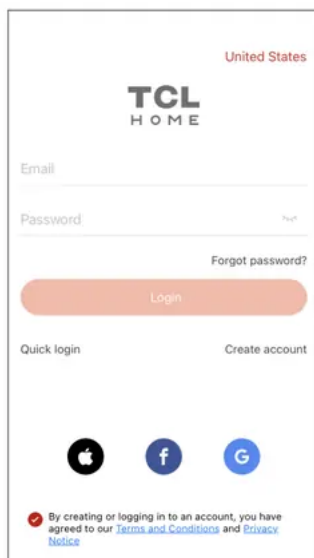 United States
TCL
HOME
Email
Password
Forgot password?
Login
Quick login
Create account
By creating or logging in to an account, you have
agreed to our Terms and Conditions and Privacy
Notice